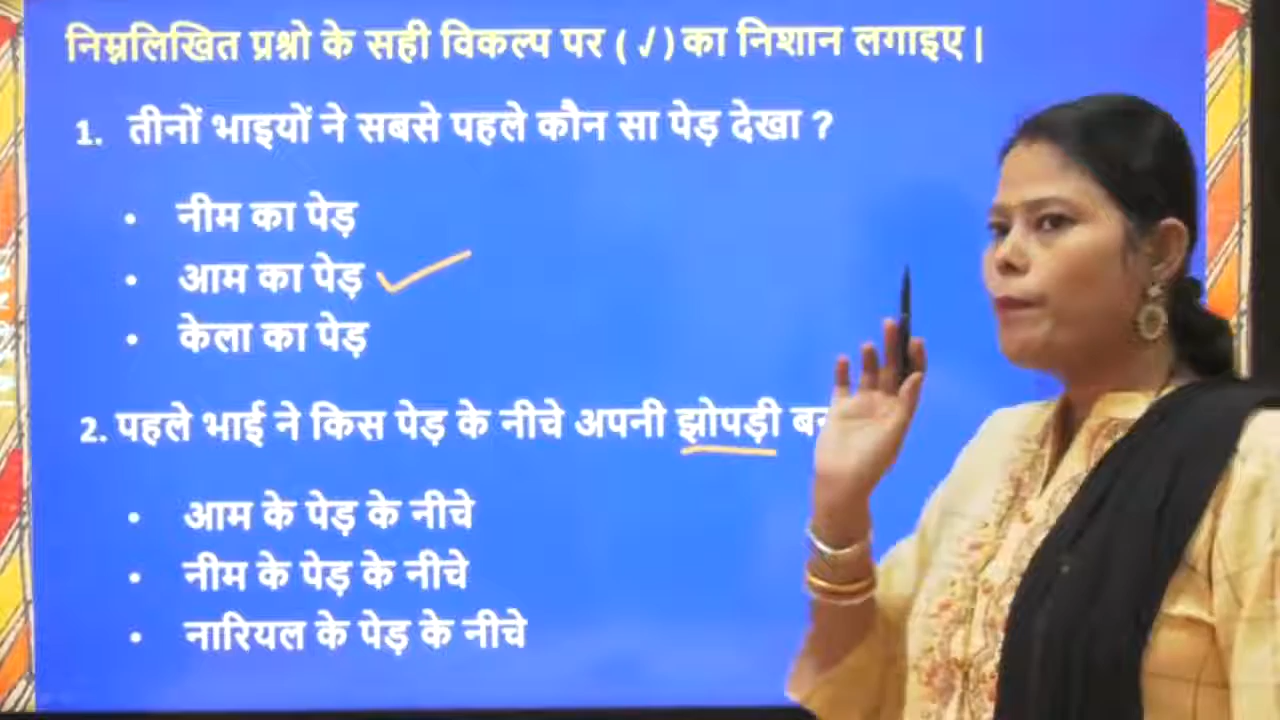 निम्नलिखित प्रश्नो के सही विकल्प पर ( √ ) का निशान लगाइए |
1. तीनों भाइयों ने सबसे पहले कौन सा पेड़ देखा ?
• नीम का पेड़
• आम का पेड़ ✓
• केला का पेड़
2. पहले भाई ने किस पेड़ के नीचे अपनी झोपड़ी
• आम के पेड़ के नीचे
• नीम के पेड़ के नीचे
• नारियल के पेड़ के नीचे